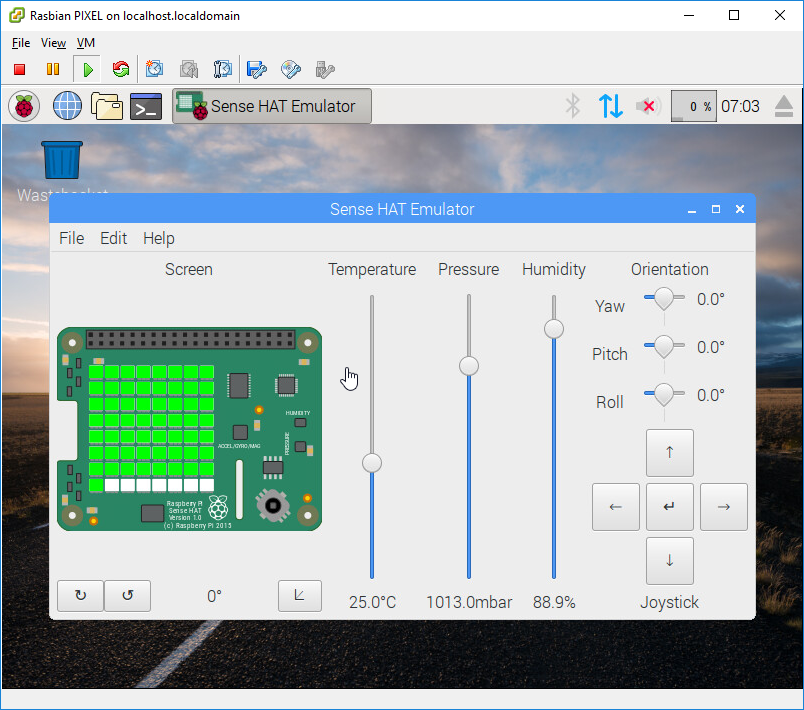 Rasbian PIXEL on localhost.localdomain
File View VM
Sense HAT Emulator
0 %
07:03
Wastebasket
Sense HAT Emulator
File Edit Help
Screen
Temperature
Pressure
Humidity
Orientation
Yaw
0.0°
Pitch
0.0°
Roll
0.0°
HUMIDITY
PRESSURE
ACCEL/GYRO/MAG
Raspberry Pi
Sense HAT
Version 1.0
(c) Raspberry PI 2015
0°
25.0°C
1013.0mbar
88.9%
Joystick